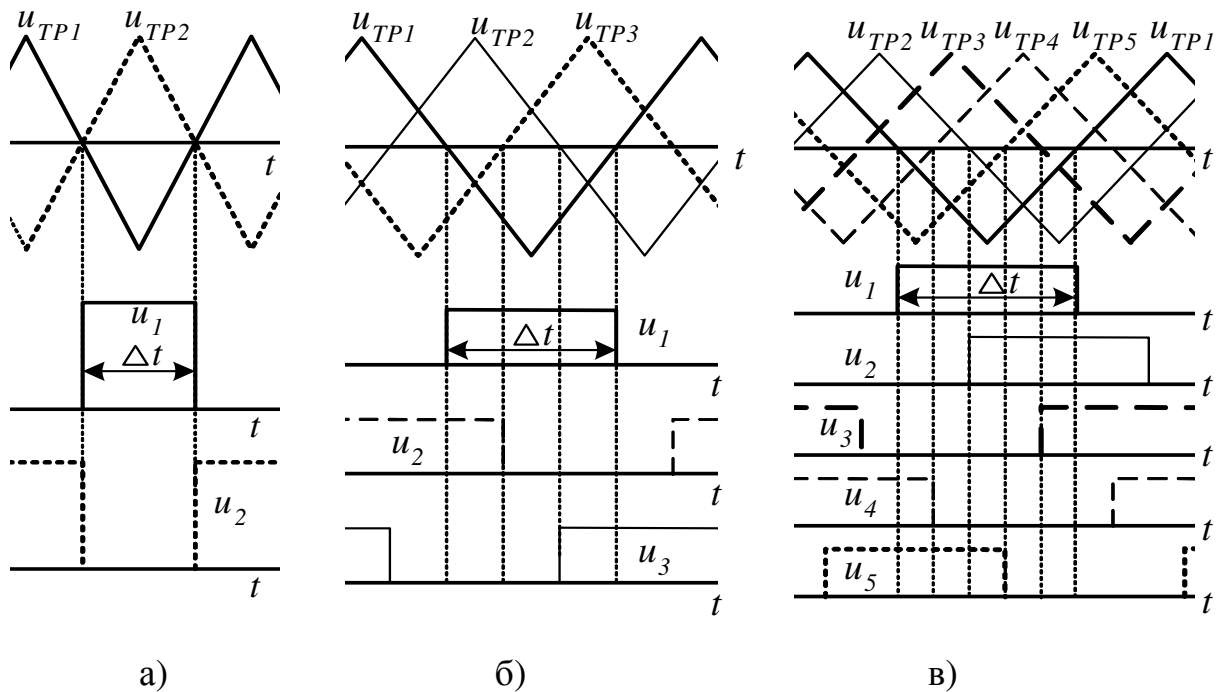 u_TP1 u_TP2
t
u_1
Δt
t
u_2
t
а)
u_TP1 u_TP2 u_TP3
t
Δt
u_1
t
u_2
t
u_3
t
б)
u_TP2 u_TP3 u_TP4 u_TP5 u_TP1
t
u_1
Δt
t
u_2
t
u_3
t
u_4
t
u_5
t
в)